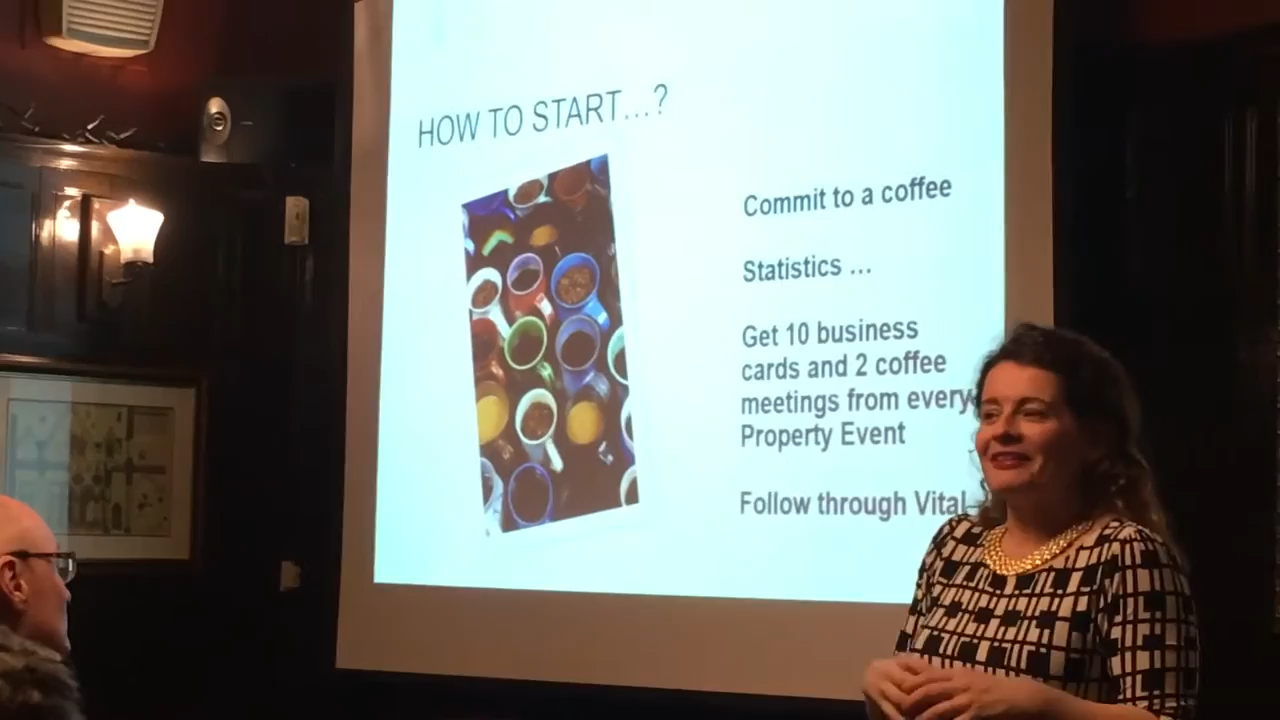 HOW TO START...?
Commit to a coffee
Statistics ...
Get 10 business
cards and 2 coffee
meetings from every
Property Event
Follow through Vital